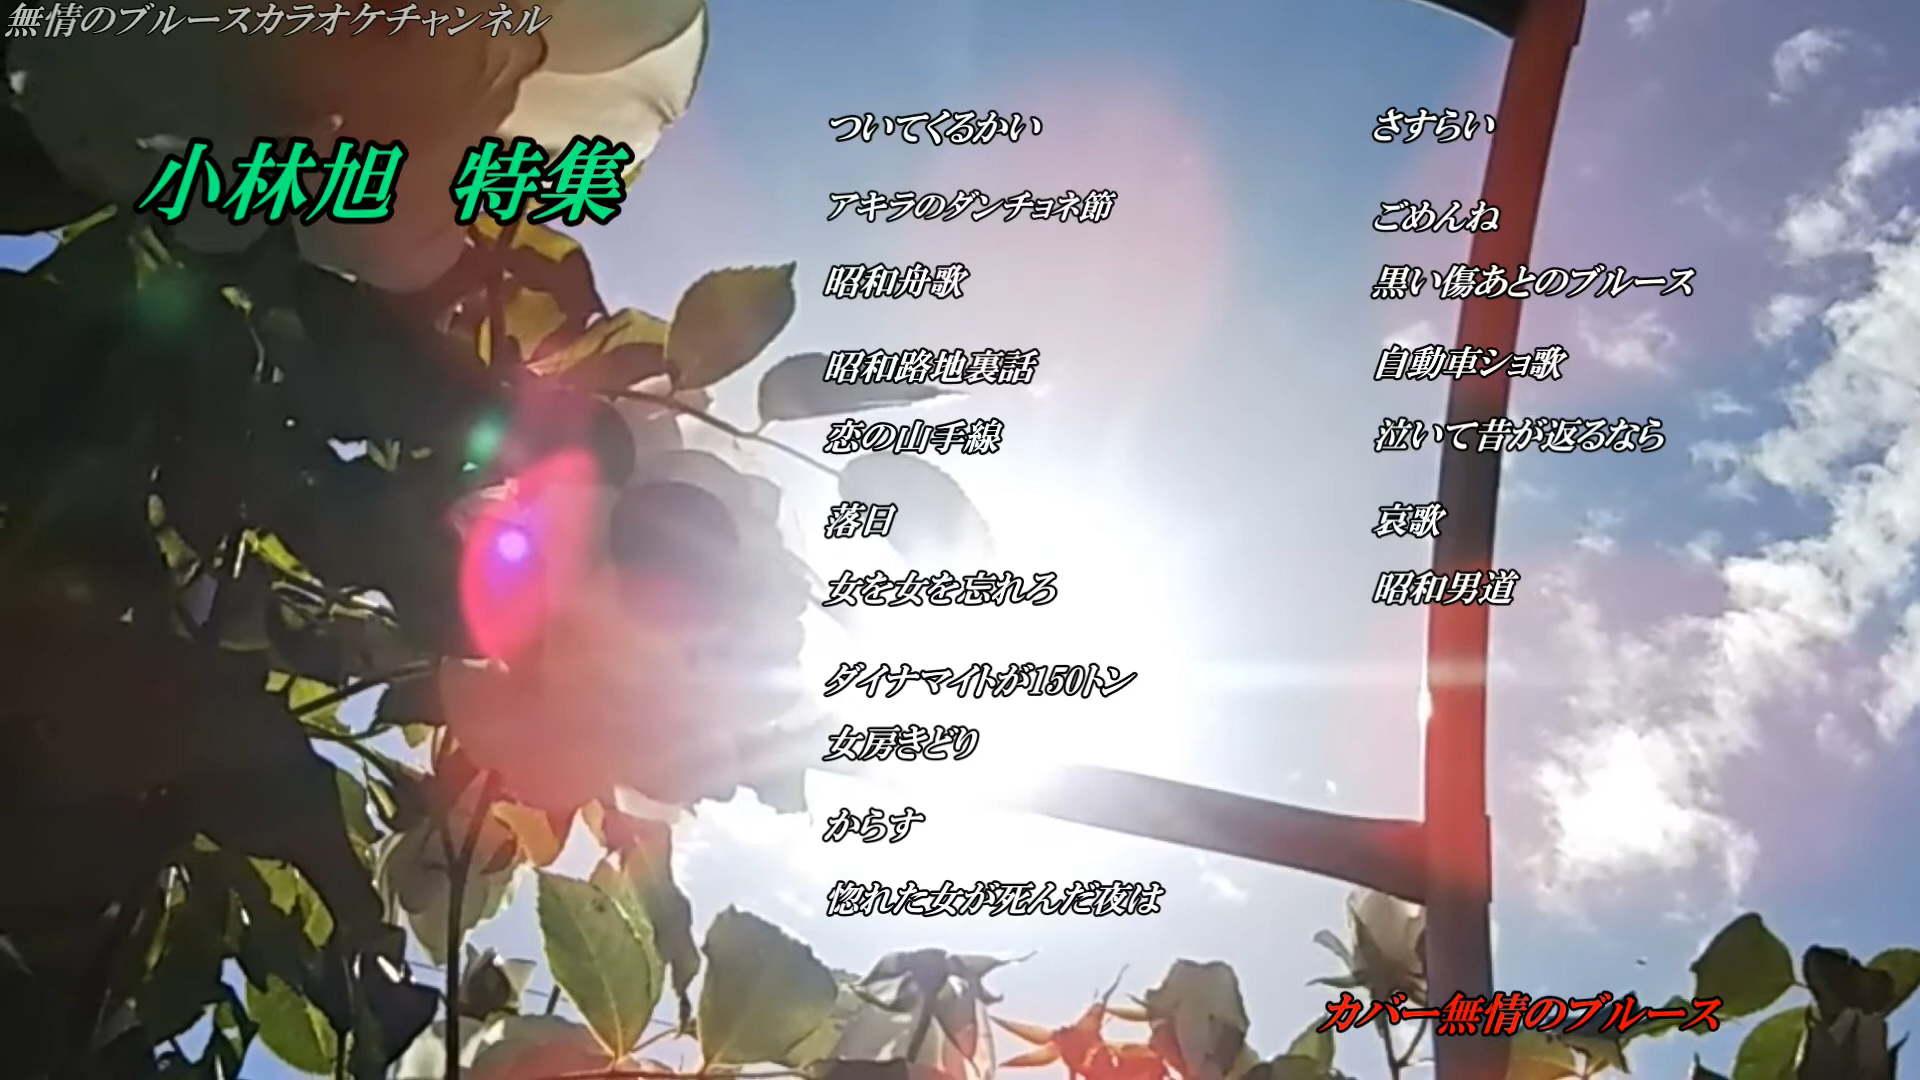 無情のブルースカラオケチャンネル
小林旭 特集
ついてくるかい
アキラのダンチョネ節
昭和舟歌
昭和路地裏話
恋の山手線
落日
女を女を忘れろ
ダイナマイトが150トン
女房きどり
からす
惚れた女が死んだ夜は
さすらい
ごめんね
黒い傷あとのブルース
自動車ショ歌
泣いて昔が返るなら
哀歌
昭和男道
カバー無情のブルース